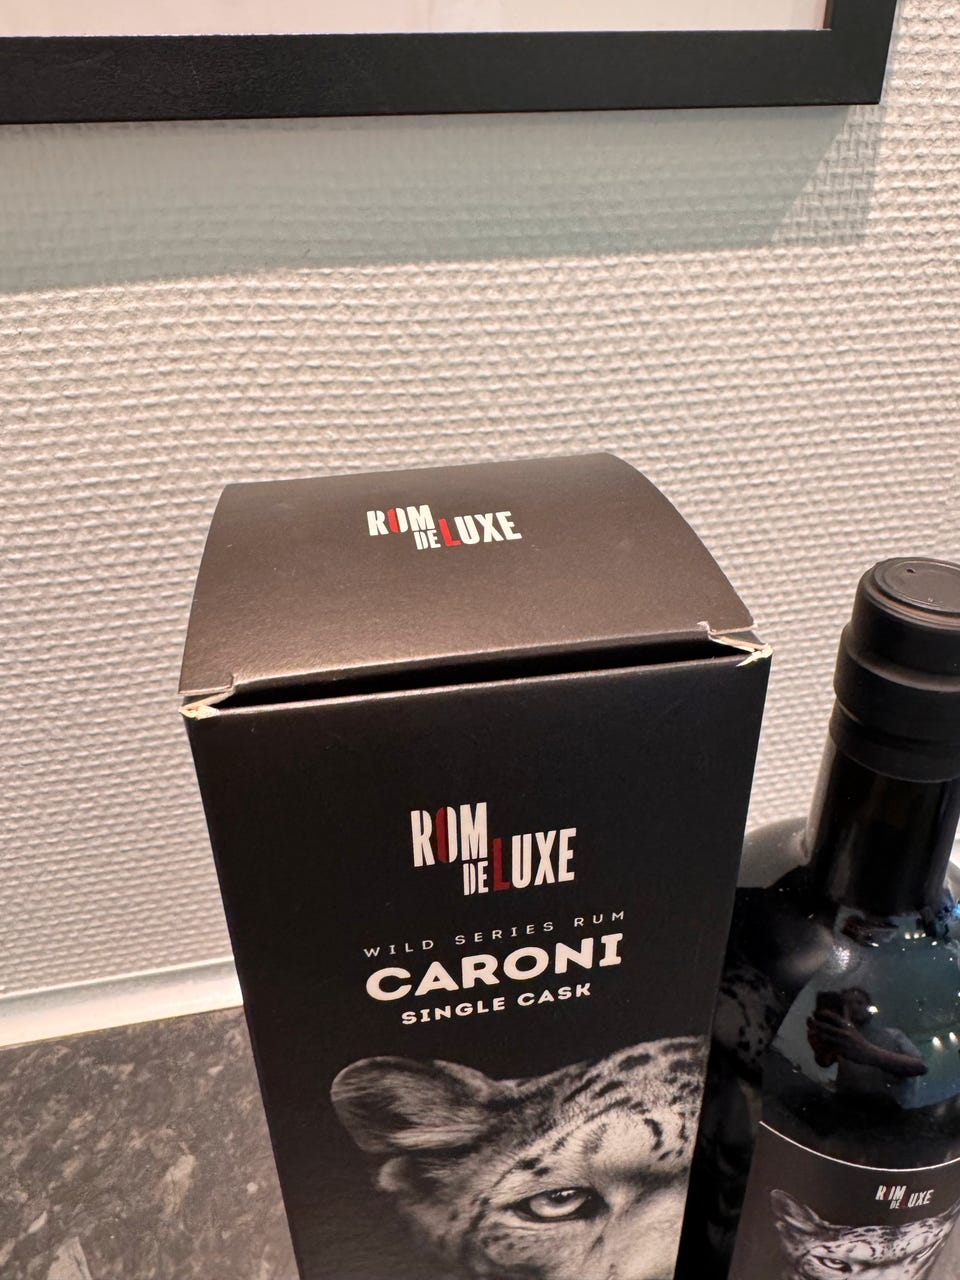 ROM
DE LUXE
ROM
DE LUXE
WILD SERIES RUM
CARONI
SINGLE CASK
ROM
DE LUXE